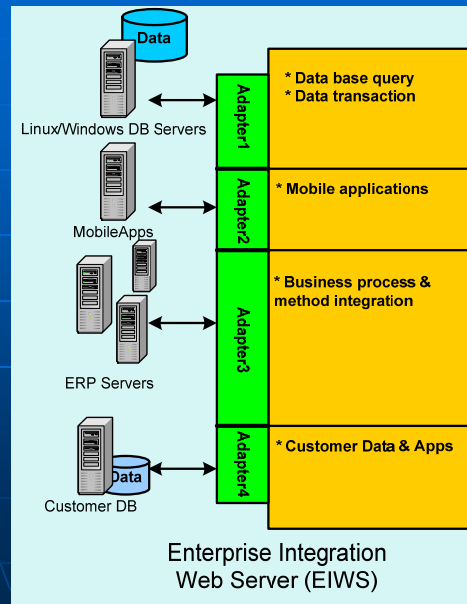 Data
Linux/Windows DB Servers
Adapter1
* Data base query
* Data transaction
MobileApps
Adapter2
* Mobile applications
ERP Servers
Adapter3
* Business process &
method integration
Data
Customer DB
Adapter4
* Customer Data & Apps
Enterprise Integration
Web Server (EIWS)